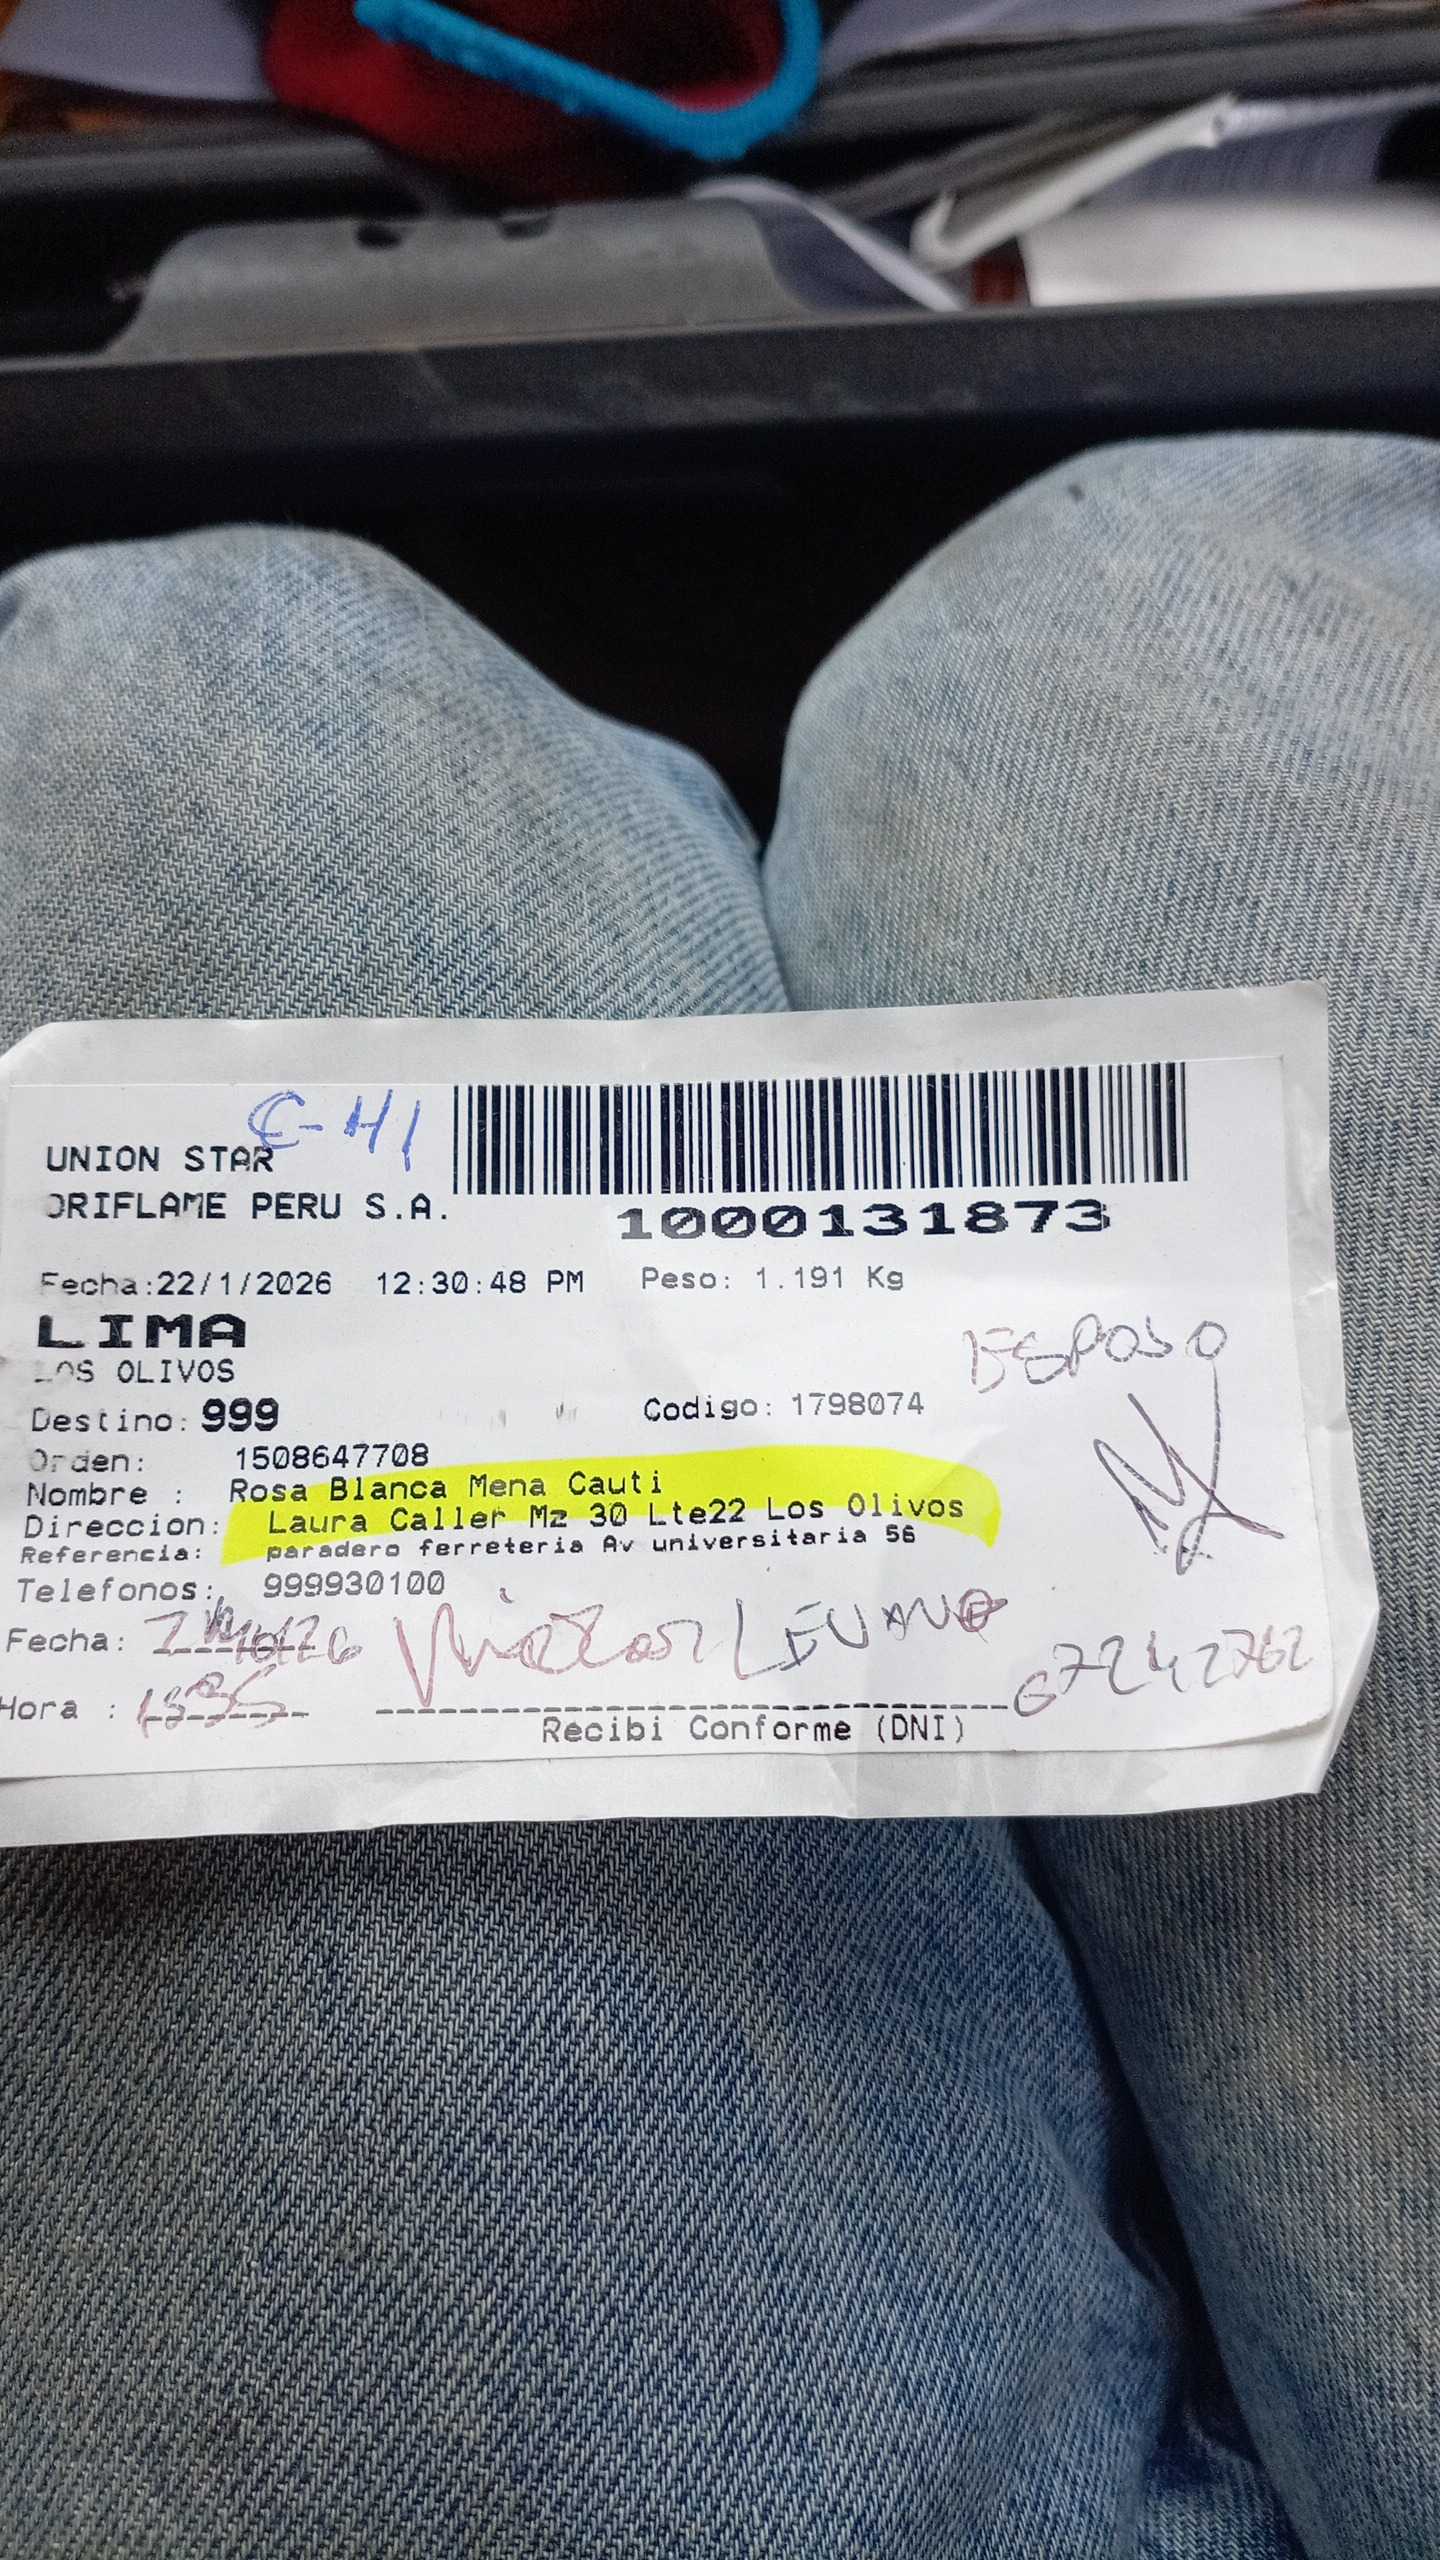 C-H1
UNION STAR
ORIFLAME PERU S.A.
1000131873
Fecha:22/1/2026 12:30:48 PM Peso: 1.191 Kg
LIMA
LOS OLIVOS
ESPOSO
Destino: 999 Codigo: 1798074
Orden: 1508647708
Nombre : Rosa Blanca Mena Cauti
Direccion: Laura Caller Mz 30 Lte22 Los Olivos
Referencia: paradero ferreteria Av universitaria 56
Telefonos: 999930100
Fecha:
Hora :
Recibi Conforme (DNI)